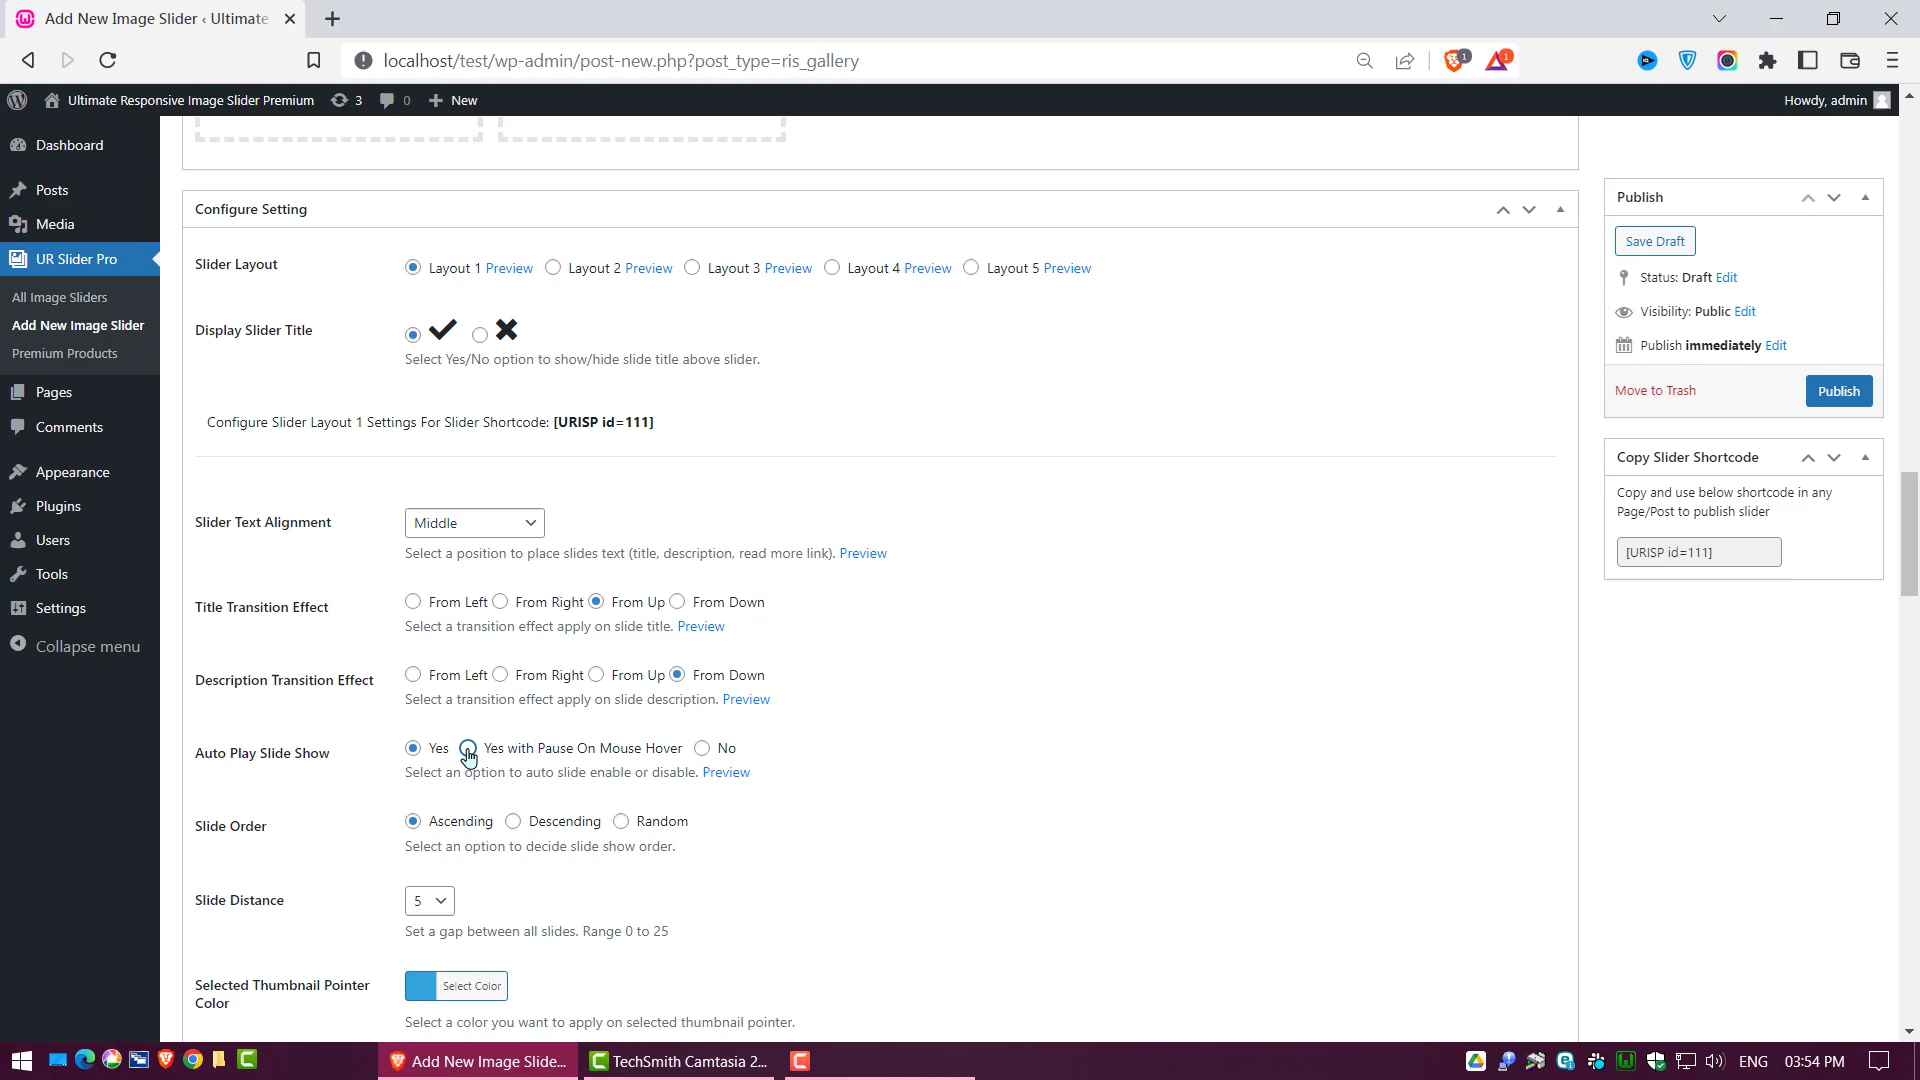 Add New Image Slider ‹ Ultimate
localhost/test/wp-admin/post-new.php?post_type=ris_gallery
1
1
Ultimate Responsive Image Slider Premium
3
0
New
Howdy, admin
Dashboard
Posts
Media
UR Slider Pro
All Image Sliders
Add New Image Slider
Premium Products
Pages
Comments
Appearance
Plugins
Users
Tools
Settings
Collapse menu
Configure Setting
Slider Layout
Layout 1 Preview
Layout 2 Preview
Layout 3 Preview
Layout 4 Preview
Layout 5 Preview
Display Slider Title
Select Yes/No option to show/hide slide title above slider.
Configure Slider Layout 1 Settings For Slider Shortcode: [URISP id=111]
Slider Text Alignment
Middle
Select a position to place slides text (title, description, read more link). Preview
Title Transition Effect
From Left
From Right
From Up
From Down
Select a transition effect apply on slide title. Preview
Description Transition Effect
From Left
From Right
From Up
From Down
Select a transition effect apply on slide description. Preview
Auto Play Slide Show
Yes
Yes with Pause On Mouse Hover
No
Select an option to auto slide enable or disable. Preview
Slide Order
Ascending
Descending
Random
Select an option to decide slide show order.
Slide Distance
5
Set a gap between all slides. Range 0 to 25
Selected Thumbnail Pointer
Color
Select Color
Select a color you want to apply on selected thumbnail pointer.
Publish
Save Draft
Status: Draft Edit
Visibility: Public Edit
Publish immediately Edit
Move to Trash
Publish
Copy Slider Shortcode
Copy and use below shortcode in any
Page/Post to publish slider
[URISP id=111]
Add New Image Slide...
TechSmith Camtasia 2...
ENG
03:54 PM